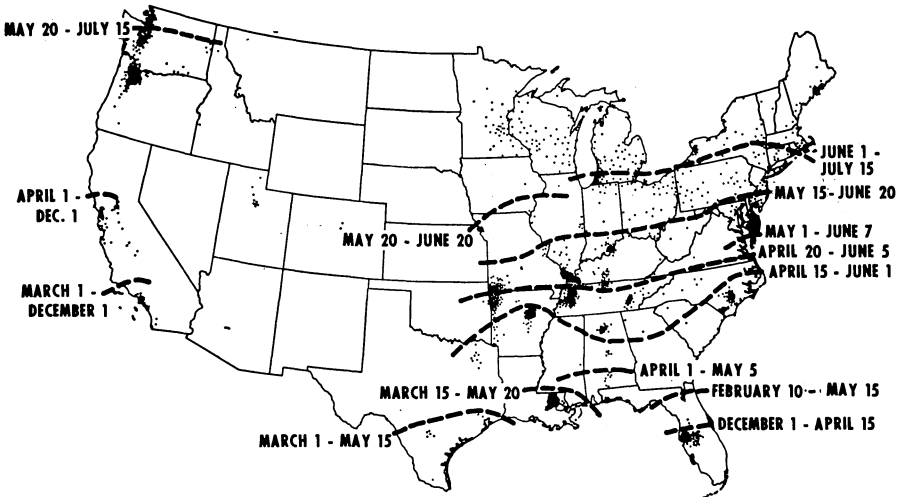 MAY 20 - JULY 15
JUNE 1 -
JULY 15
APRIL 1 -
DEC. 1
MAY 15 - JUNE 20
MAY 20 - JUNE 20
MAY 1 - JUNE 7
APRIL 20 - JUNE 5
APRIL 15 - JUNE 1
MARCH 1 -
DECEMBER 1
APRIL 1 - MAY 5
MARCH 15 - MAY 20
FEBRUARY 10 - MAY 15
DECEMBER 1 - APRIL 15
MARCH 1 - MAY 15